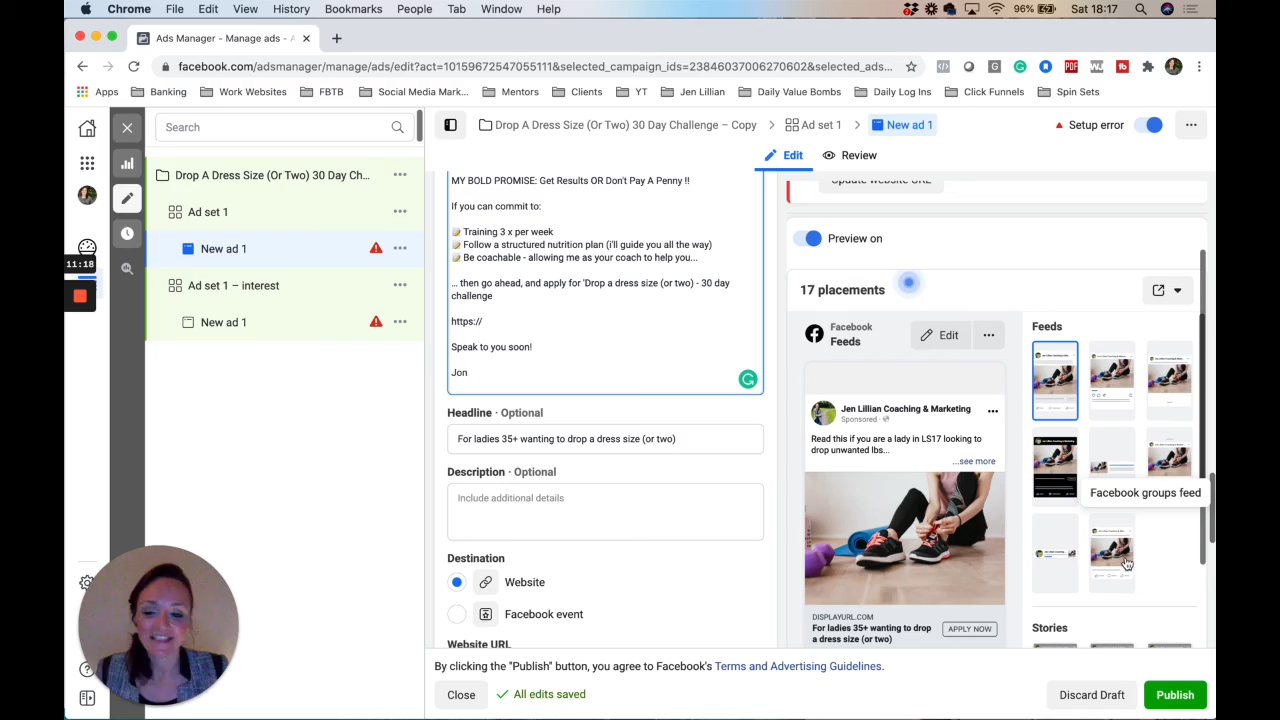 Chrome File Edit View History Bookmarks People Tab Window Help
96% Sat 18:17
Ads Manager - Manage ads - A
facebook.com/adsmanager/manage/ads/edit?act=10159672547055111&selected_campaign_ids=23846037006270602&selected_ads...
Apps Banking Work Websites FBTB Social Media Mark... Mentors Clients YT Jen Lillian Daily Value Bombs Daily Log Ins Click Funnels Spin Sets
Search
Drop A Dress Size (Or Two) 30 Day Challenge – Copy
Ad set 1
New ad 1
Setup error
Edit
Review
Drop A Dress Size (Or Two) 30 Day Ch...
Ad set 1
New ad 1
Ad set 1 – interest
New ad 1
11:18
MY BOLD PROMISE: Get Results OR Don't Pay A Penny !!
If you can commit to:
Training 3 x per week
Follow a structured nutrition plan (i'll guide you all the way)
Be coachable - allowing me as your coach to help you...
... then go ahead, and apply for 'Drop a dress size (or two) - 30 day
challenge
https://
Speak to you soon!
Jon
Headline · Optional
For ladies 35+ wanting to drop a dress size (or two)
Description · Optional
Include additional details
Destination
Website
Facebook event
Website URL
Update Website URL
Preview on
17 placements
Facebook
Feeds
Edit
Jen Lillian Coaching & Marketing
Sponsored ·
Read this if you are a lady in LS17 looking to
drop unwanted lbs...
...see more
DISPLAYURL.COM
For ladies 35+ wanting to drop
a dress size (or two)
APPLY NOW
Feeds
Facebook groups feed
Stories
By clicking the "Publish" button, you agree to Facebook's Terms and Advertising Guidelines.
Close
All edits saved
Discard Draft
Publish